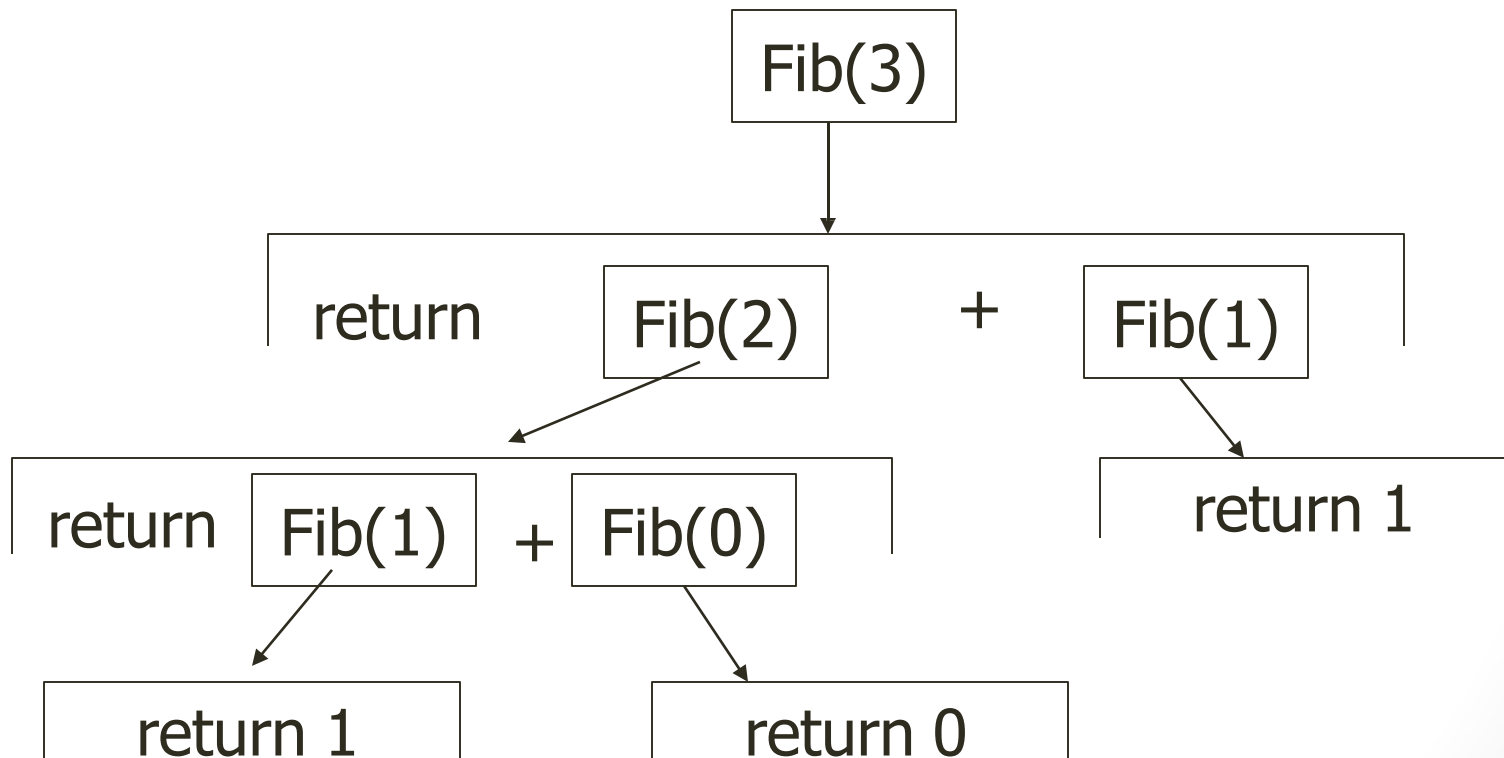 Fib(3)
return Fib(2) + Fib(1)
return Fib(1) + Fib(0)
return 1
return 1
return 0